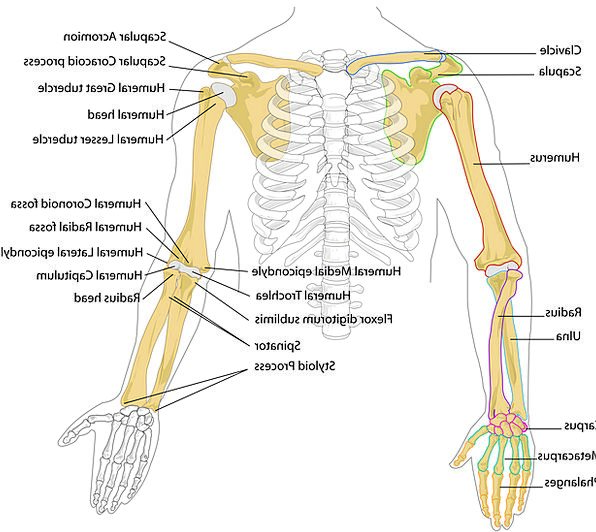 Scapular Acromion
Scapular Coracoid process
Humeral Great tubercle
Humeral head
Humeral Lesser tubercle
Humeral Coronoid fossa
Humeral Radial fossa
Humeral Lateral epicondyl
Humeral Capitulum
Radius head
Humeral Medial epicondyle
Humeral Trochlea
Flexor digitorum sublimis
Spinator
Styloid Process
Clavicle
Scapula
Humerus
Radius
Ulna
Carpus
Metacarpus
Phalanges